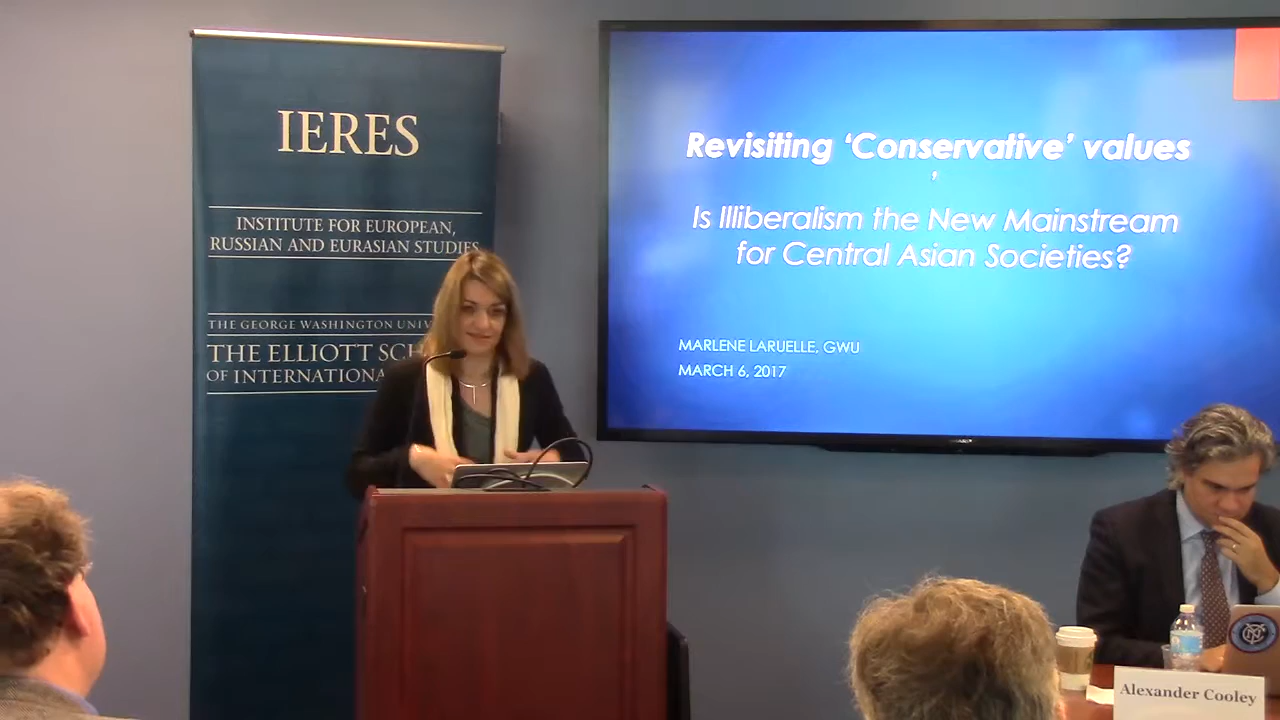 IERES
INSTITUTE FOR EUROPEAN,
RUSSIAN AND EURASIAN STUDIES
THE GEORGE WASHINGTON UNIV
THE ELLIOTT SCH
OF INTERNATIONA
Revisiting ‘Conservative’ values
’
Is Illiberalism the New Mainstream
for Central Asian Societies?
MARLENE LARUELLE, GWU
MARCH 6, 2017
Alexander Cooley